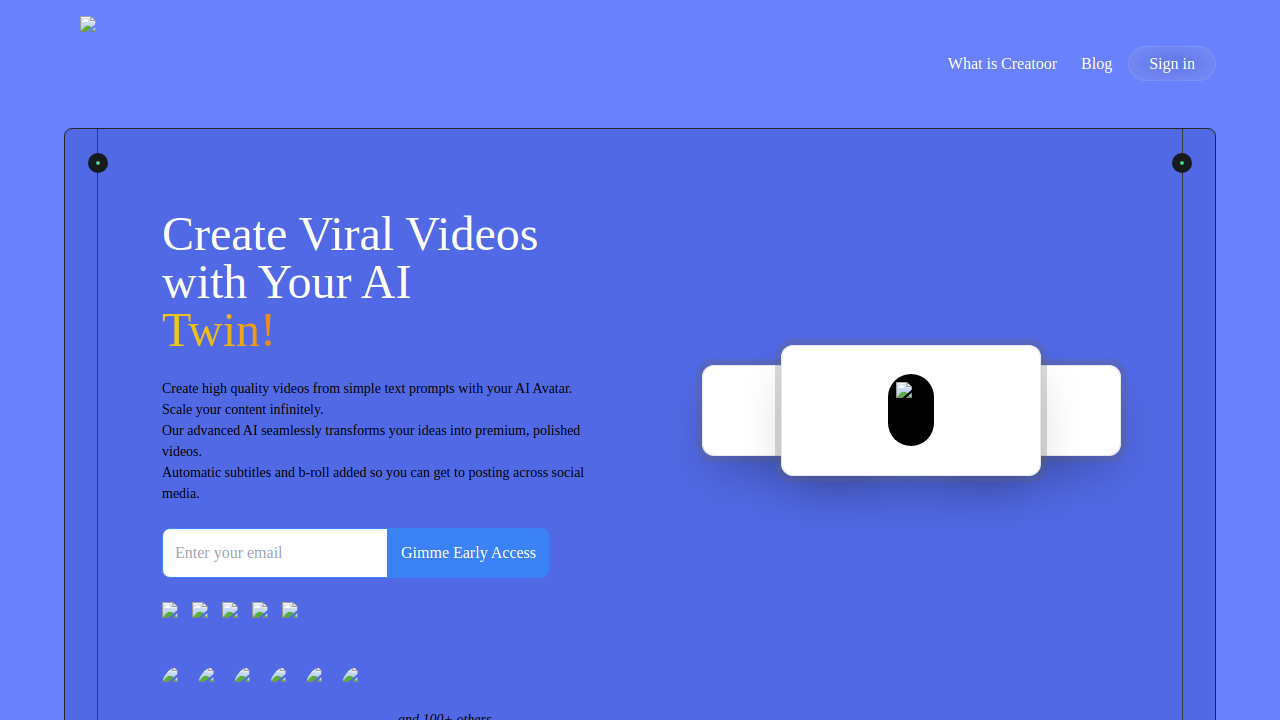 What is Creatoor
Blog
Sign in
Create Viral Videos
with Your AI
Twin!
Create high quality videos from simple text prompts with your AI Avatar.
Scale your content infinitely.
Our advanced AI seamlessly transforms your ideas into premium, polished
videos.
Automatic subtitles and b-roll added so you can get to posting across social
media.
Enter your email
Gimme Early Access
and 100+ others